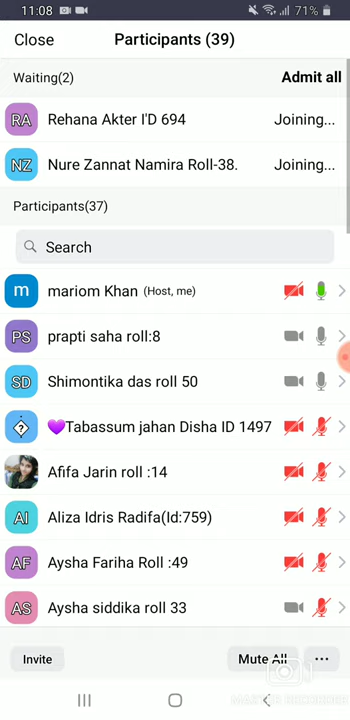 11:08 71%
Close Participants (39)
Waiting(2) Admit all
RA Rehana Akter I'D 694 Joining...
NZ Nure Zannat Namira Roll-38. Joining...
Participants(37)
Search
m mariom Khan (Host, me)
PS prapti saha roll:8
SD Shimontika das roll 50
? 💜Tabassum jahan Disha ID 1497
Afifa Jarin roll :14
AI Aliza Idris Radifa(Id:759)
AF Aysha Fariha Roll :49
AS Aysha siddika roll 33
Invite Mute All ...